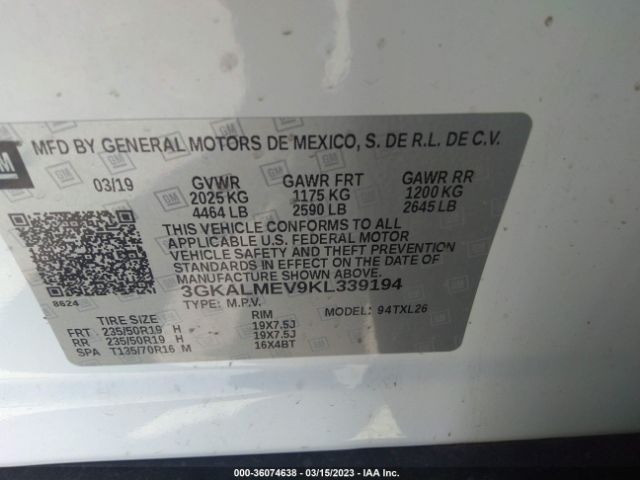 GM
MFD BY GENERAL MOTORS DE MEXICO, S. DE R.L. DE C.V.
03/19 GVWR GAWR FRT GAWR RR
2025 KG 1175 KG 1200 KG
4464 LB 2590 LB 2645 LB
THIS VEHICLE CONFORMS TO ALL
APPLICABLE U.S. FEDERAL MOTOR
VEHICLE SAFETY AND THEFT PREVENTION
STANDARDS IN EFFECT ON THE DATE OF
MANUFACTURE SHOWN ABOVE.
8624 3GKALMEV9KL339194
TYPE: M.P.V. MODEL: 94TXL26
TIRE SIZE RIM
FRT 235/50R19 H 19X7.5J
RR 235/50R19 H 19X7.5J
SPA T135/70R16 M 16X4BT
000-36074638 - 03/15/2023 - IAA Inc.